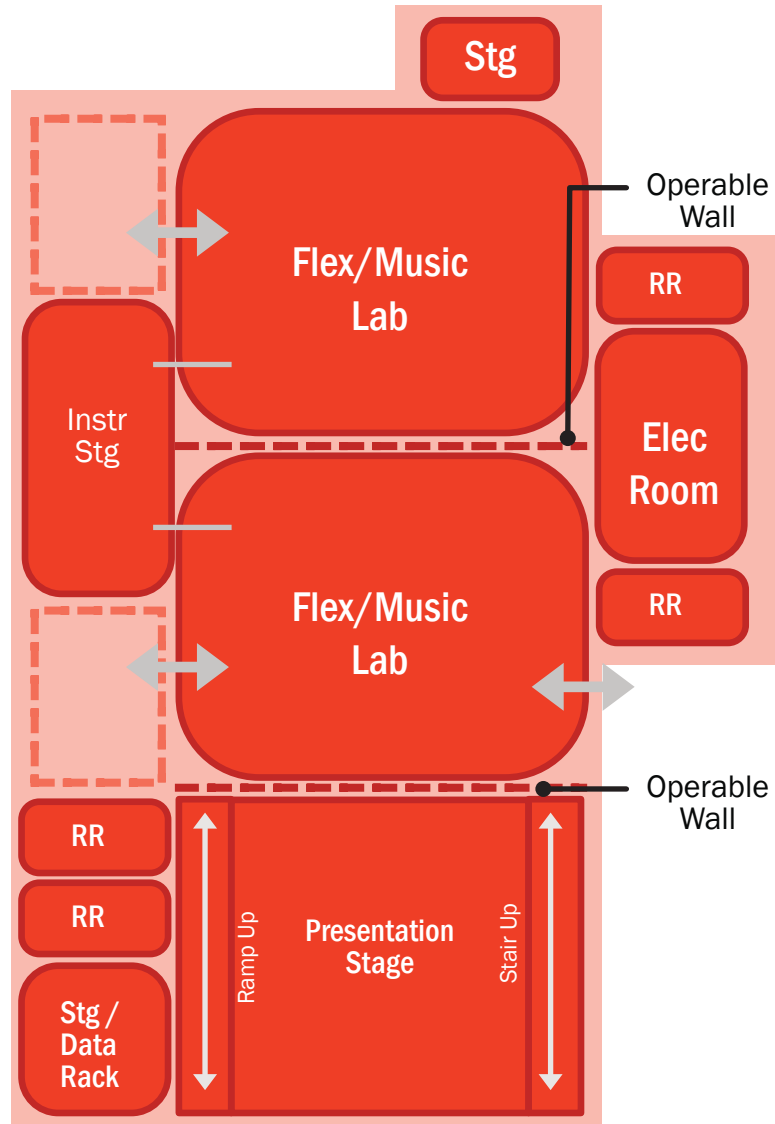 Stg
Operable
Wall
Flex/Music
Lab
RR
Instr
Stg
Elec
Room
Flex/Music
Lab
RR
Operable
Wall
RR
RR
Stg /
Data
Rack
Ramp Up
Presentation
Stage
Stair Up